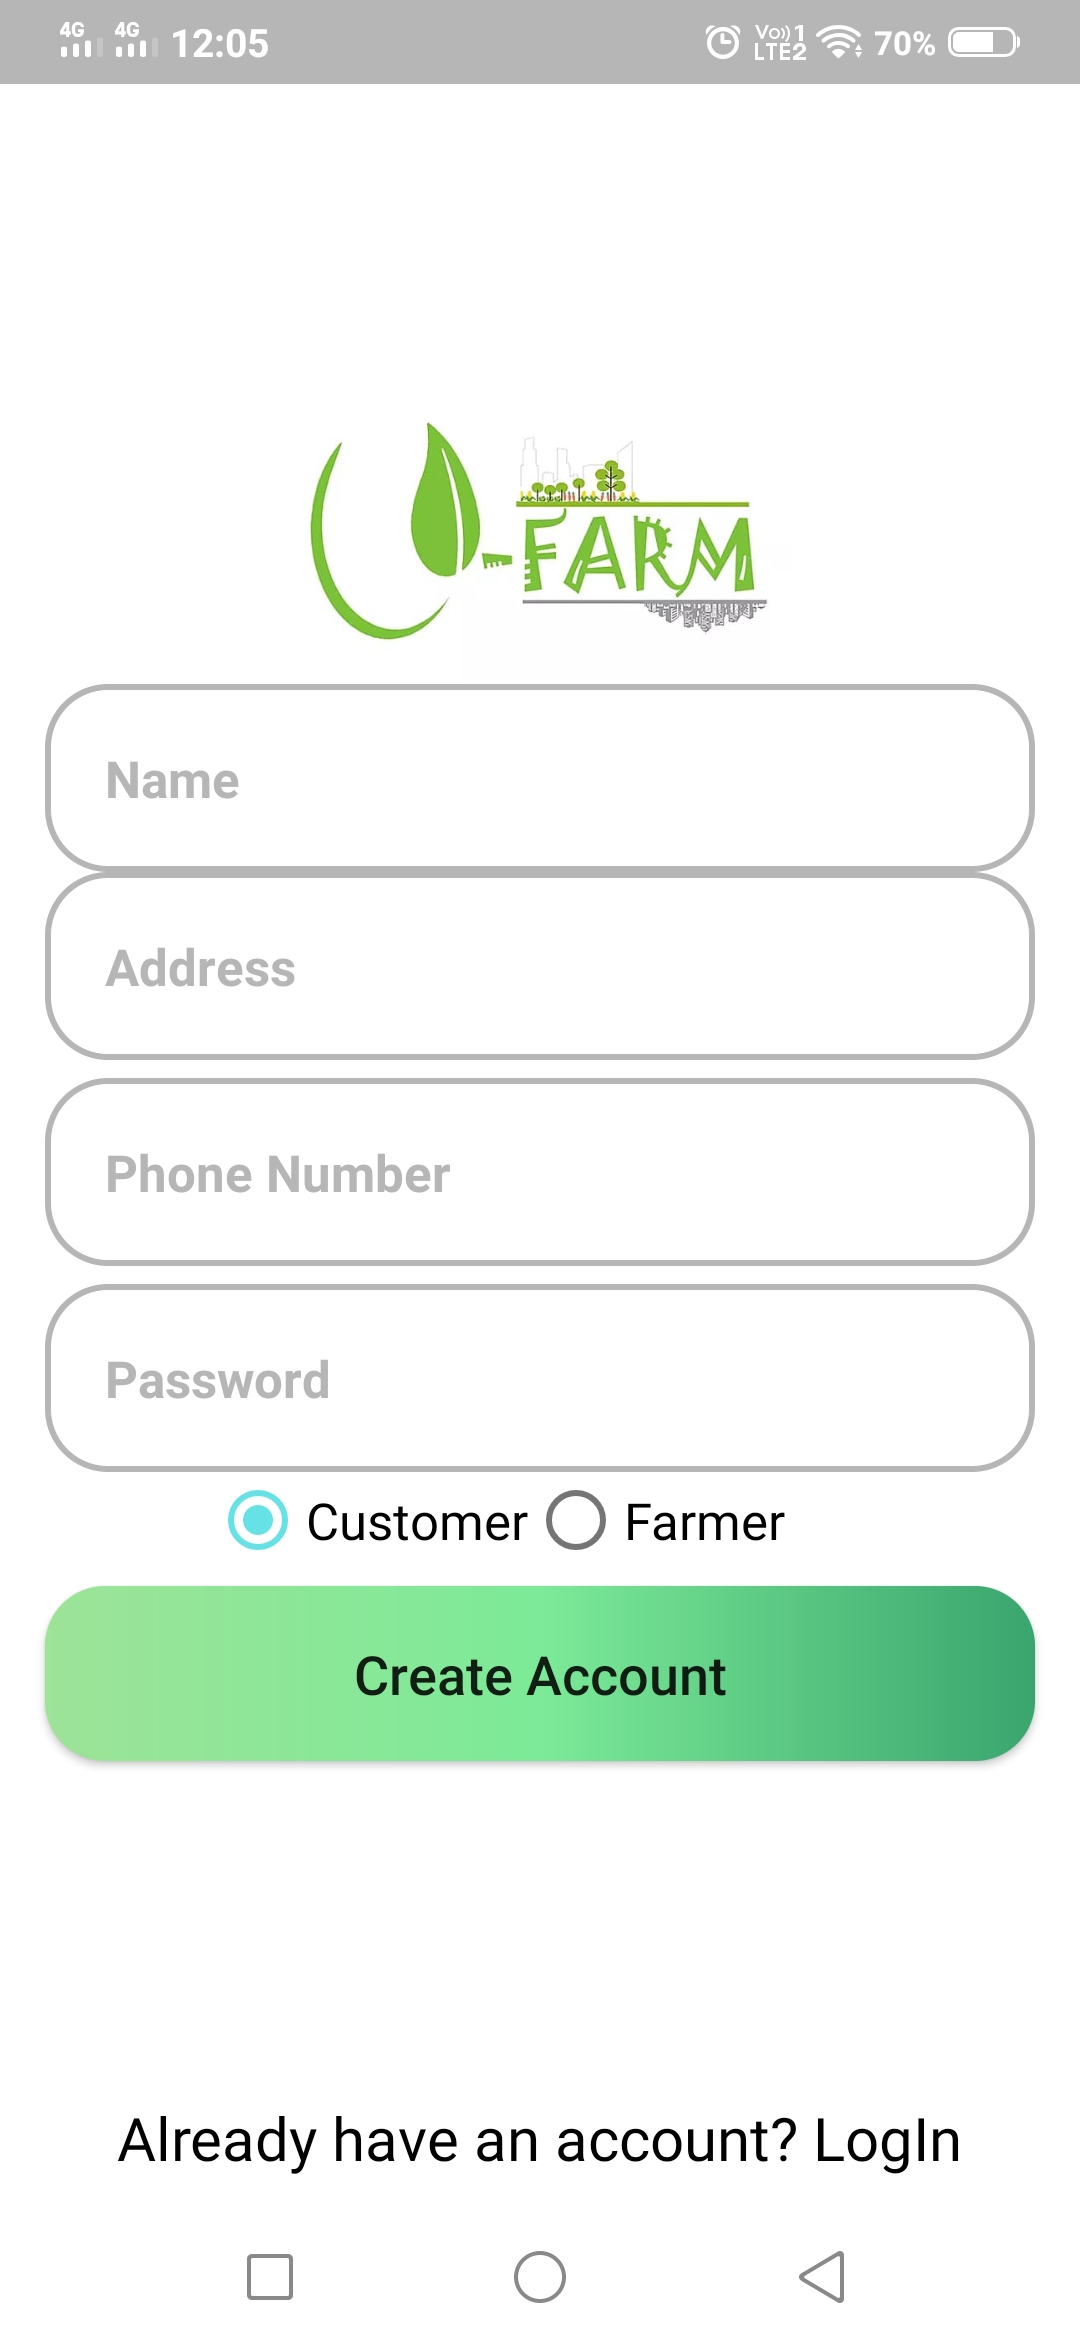 4G 4G 12:05 Vo)) 1 LTE2 70%
U-FARM
Name
Address
Phone Number
Password
Customer Farmer
Create Account
Already have an account? LogIn